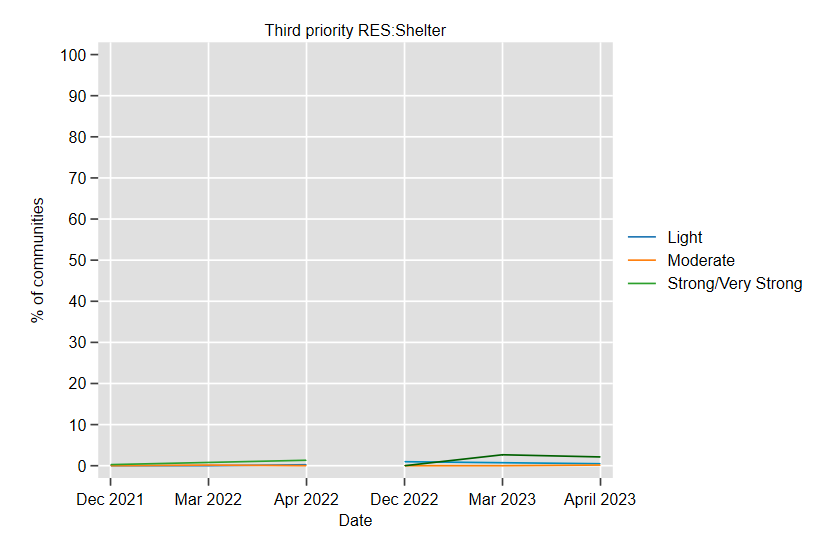 Third priority RES:Shelter
100
90
80
70
60
50
40
30
20
10
0
% of communities
Dec 2021 Mar 2022 Apr 2022 Dec 2022 Mar 2023 April 2023
Date
Light
Moderate
Strong/Very Strong